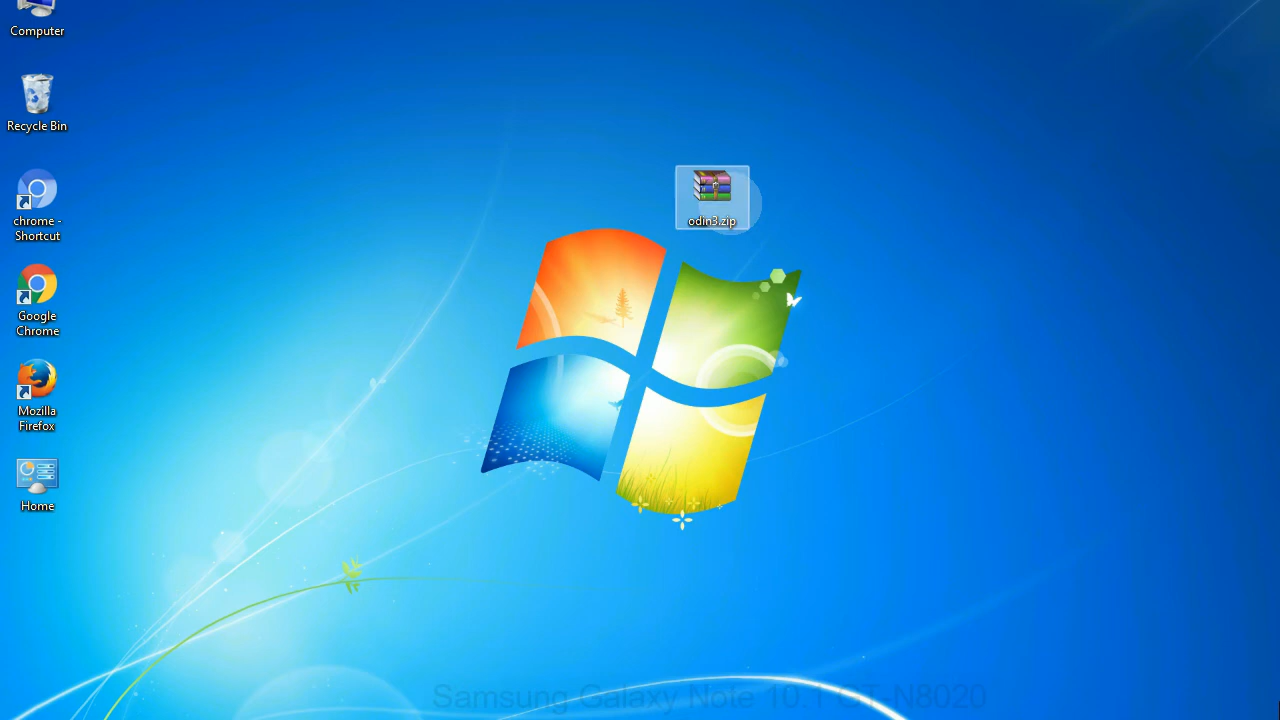 Computer
Recycle Bin
chrome -
Shortcut
Google
Chrome
Mozilla
Firefox
Home
odin3.zip
Samsung Galaxy Note 10.1 GT-N8020